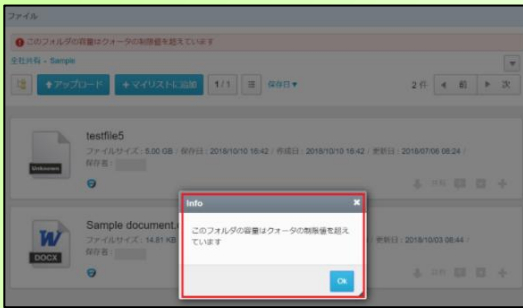 ファイル
このフォルダの容量はクォータの制限値を超えています
全社共有 › Sample
アップロード
+マイリストに追加
1/1
保存日▼
2 件
前
次
testfile5
ファイルサイズ : 5.00 GB / 保存日 : 2018/10/10 16:42 / 作成日 : 2018/10/10 16:42 / 更新日 : 2018/07/06 08:24 /
保存者 :
Unknown
共有
Info
このフォルダの容量はクォータの制限値を超え
ています
Ok
Sample document.
ファイルサイズ : 14.81 KB
更新日 : 2018/10/03 08:44 /
保存者 :
W
DOCX
共有